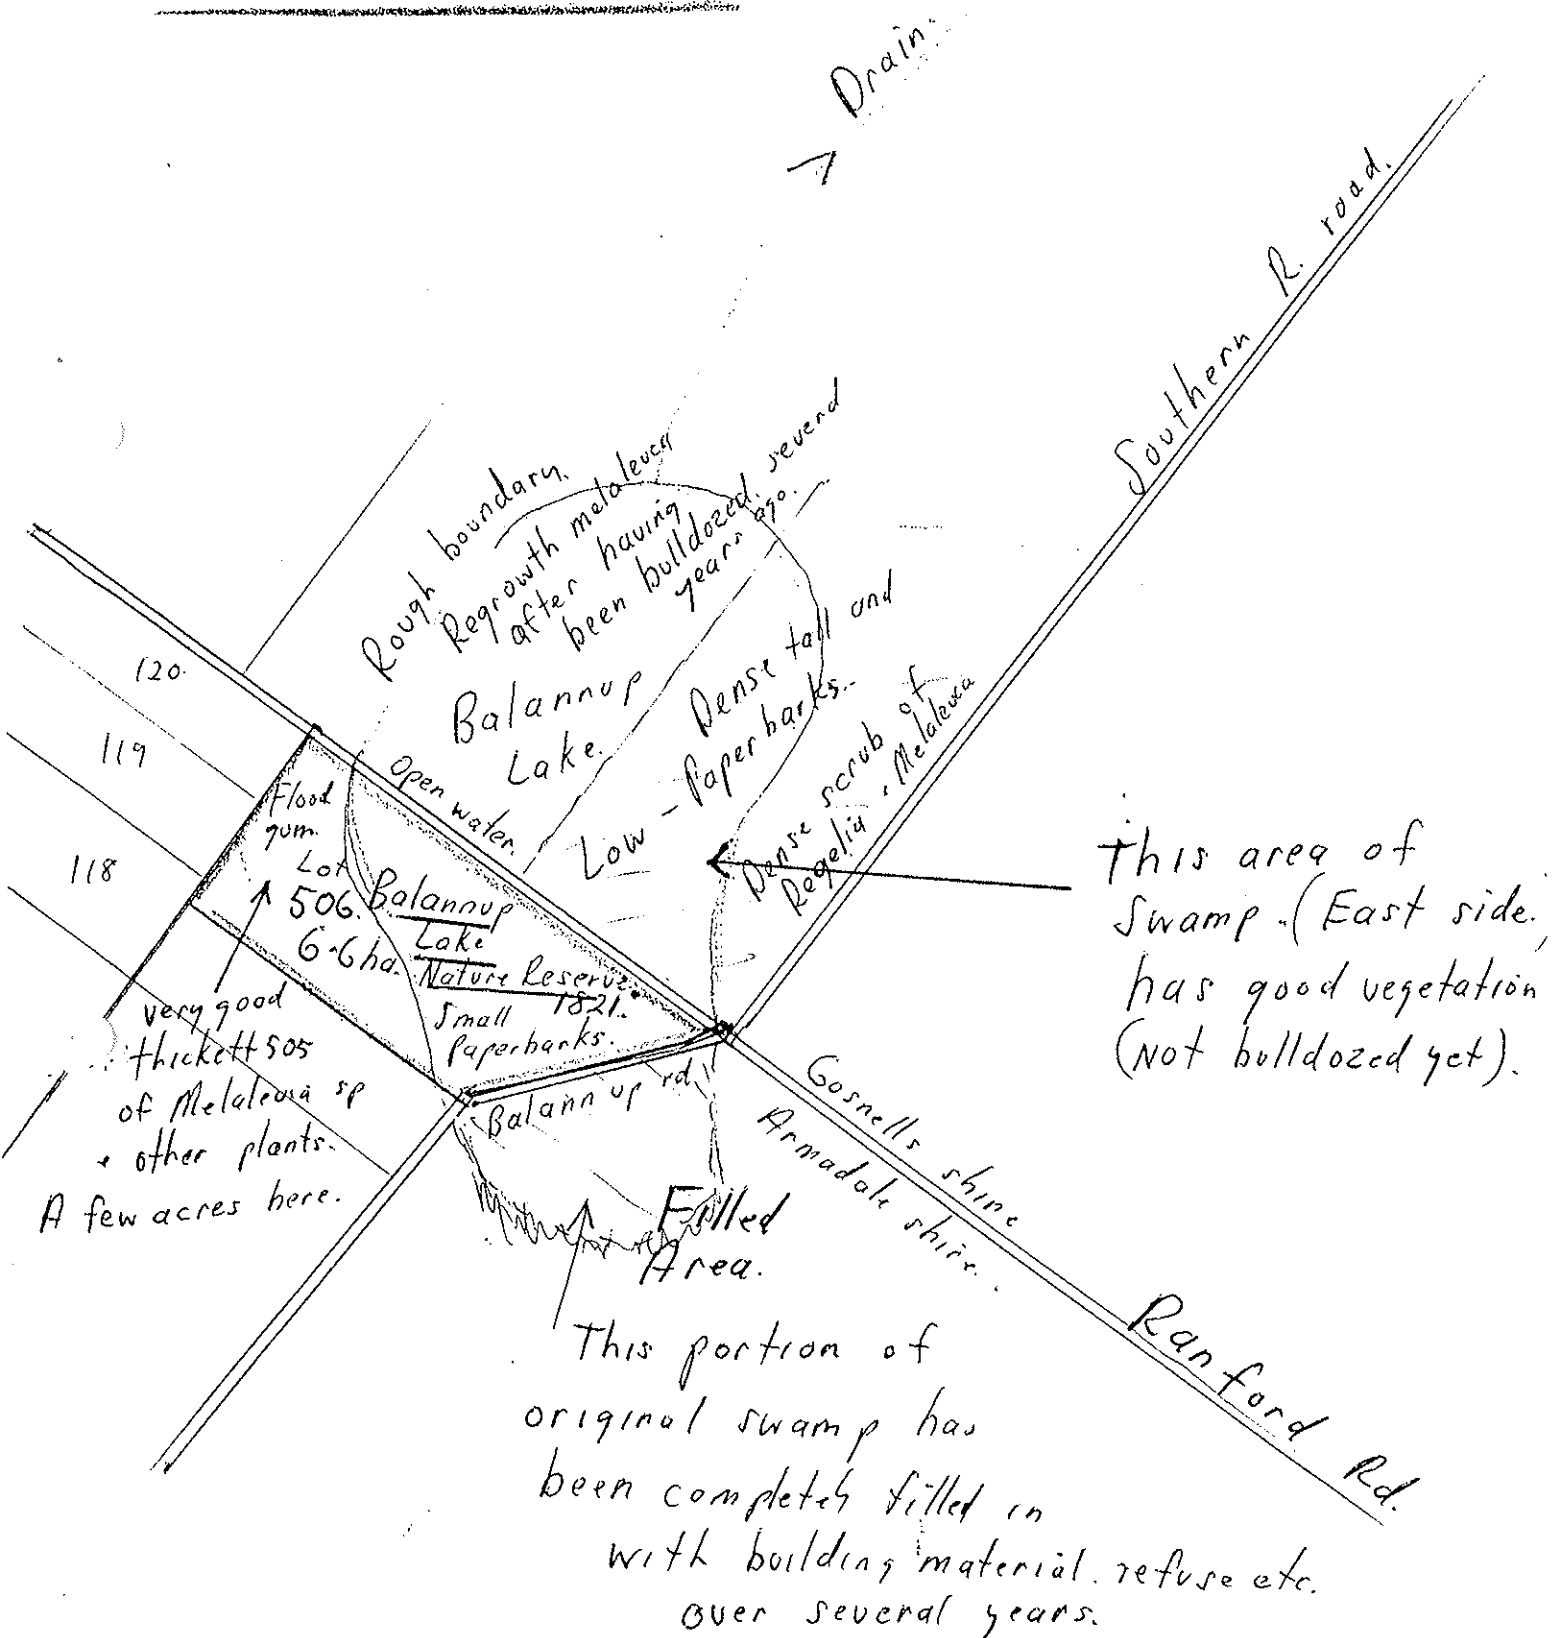 Drain
Southern R. road.
Rough boundary.
Regrowth melaleuca
after having
been bulldozed several
years ago.
Balannup
Lake.
Open water.
Dense tall and
Low - Paperbarks.
Dense scrub of
Regelia + Melaleuca
120
119
118
Flood
gum.
Lot
506.
6.6ha.
Balannup
Lake
Nature Reserve
1821.
Small
Paperbarks.
very good
thickett 505
of Melaleuca sp
+ other plants.
A few acres here.
Balannup rd
This area of
Swamp. (East side,
has good vegetation
(Not bulldozed yet).
Gosnells shire
Armadale shire.
Ranford Rd.
Filled
Area.
This portion of
original swamp has
been completely filled in
with building material. refuse etc.
over several years.